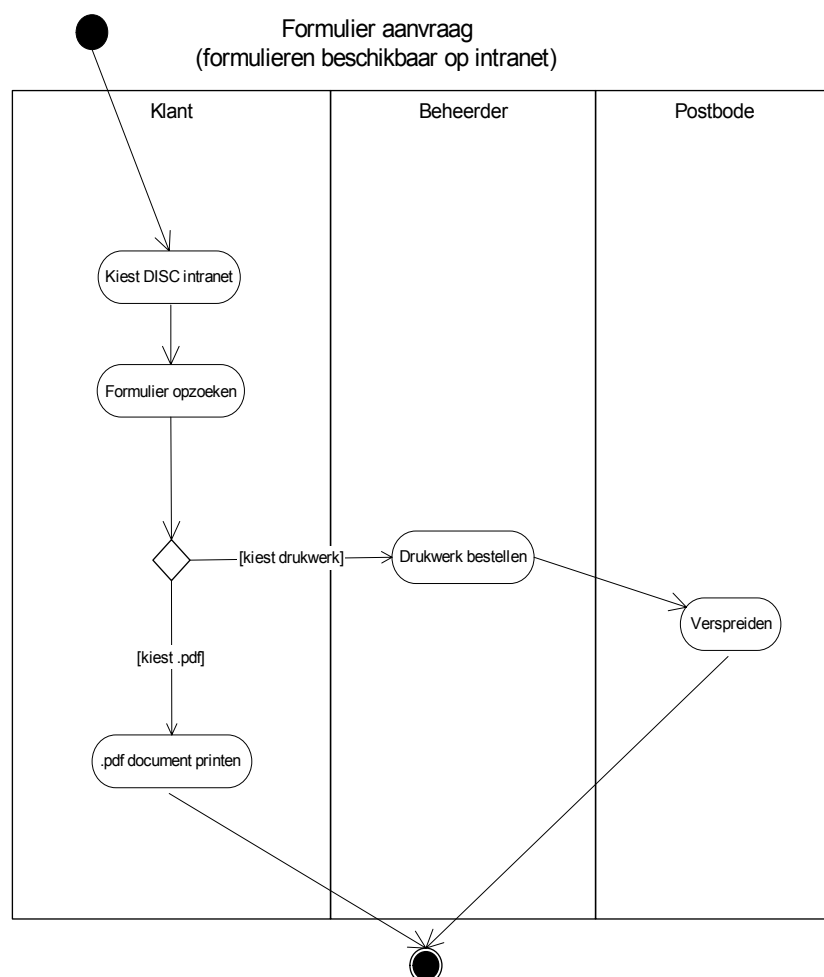 Formulier aanvraag
(formulieren beschikbaar op intranet)
Klant
Beheerder
Postbode
Kiest DISC intranet
Formulier opzoeken
[kiest drukwerk]
Drukwerk bestellen
Verspreiden
[kiest .pdf]
.pdf document printen